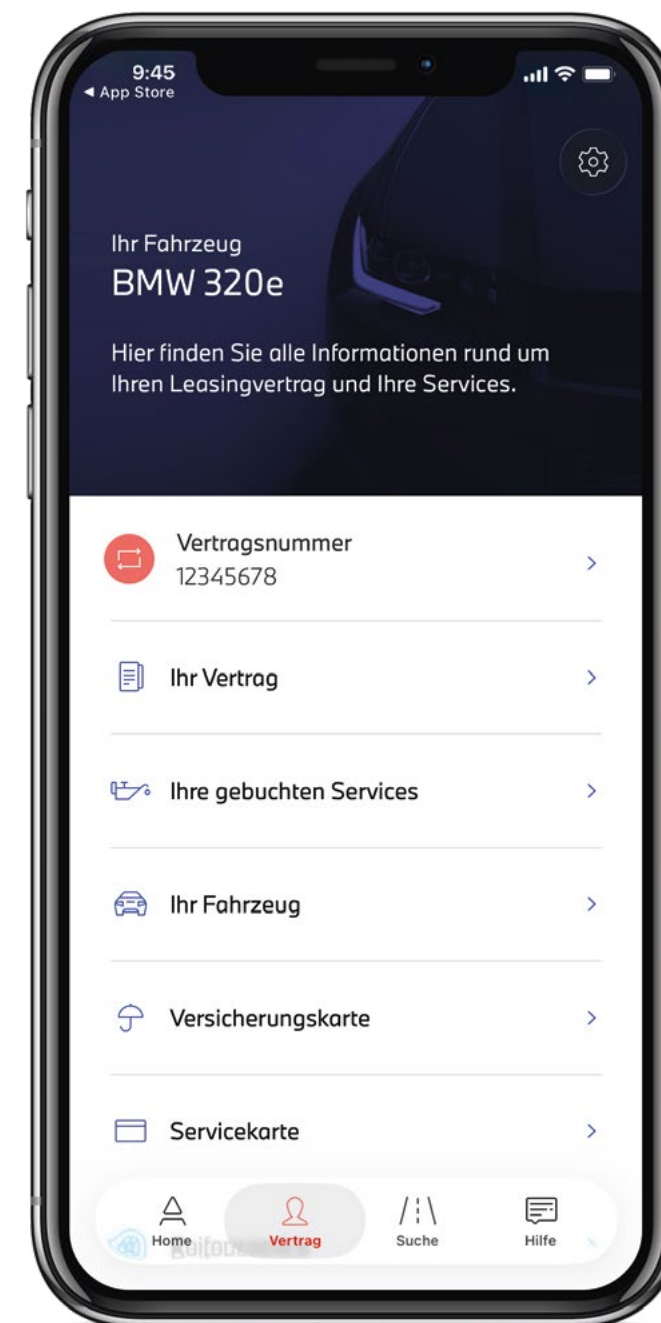 9:45
◀ App Store
Ihr Fahrzeug
BMW 320e
Hier finden Sie alle Informationen rund um
Ihren Leasingvertrag und Ihre Services.
Vertragsnummer
12345678
Ihr Vertrag
Ihre gebuchten Services
Ihr Fahrzeug
Versicherungskarte
Servicekarte
Home
Vertrag
Suche
Hilfe